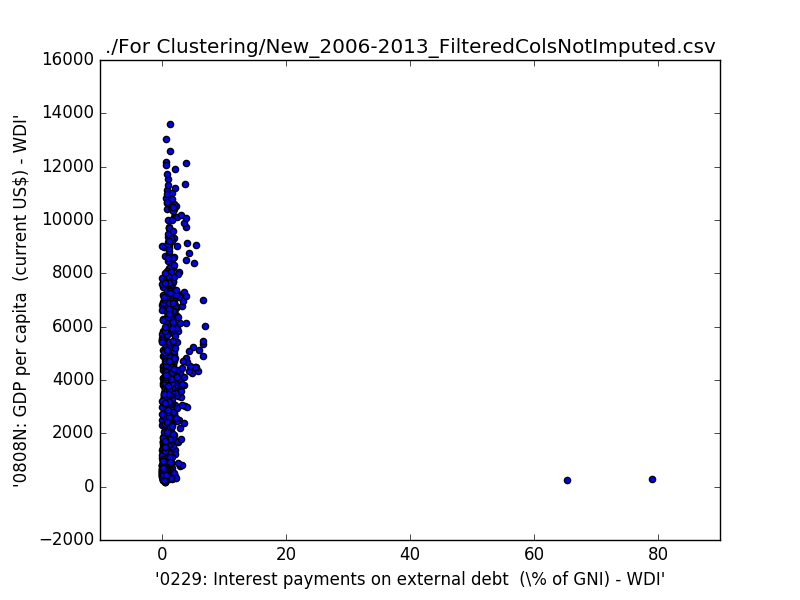 ./For Clustering/New_2006-2013_FilteredColsNotImputed.csv
16000
14000
12000
10000
8000
6000
4000
2000
0
−2000
'0808N: GDP per capita  (current US$) - WDI'
0 20 40 60 80
'0229: Interest payments on external debt  (\% of GNI) - WDI'